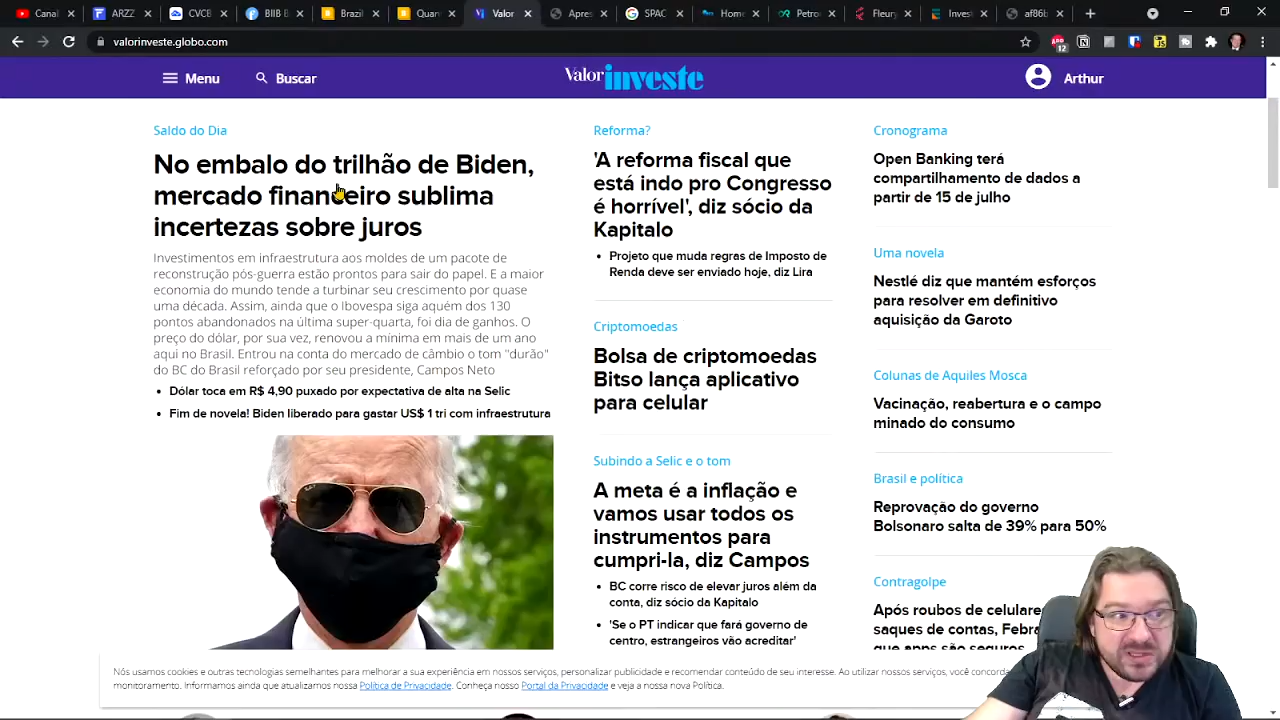 Canai
ARZZ
CVCB
BIIB B
Brazil
Qua
Valor
Apres
SPAC
Home
Petro
Fleury
Invest
af86b
valorinveste.globo.com
12
Menu
Buscar
Valor investe
Arthur
Saldo do Dia
No embalo do trilhão de Biden,
mercado financeiro sublima
incertezas sobre juros
Investimentos em infraestrutura aos moldes de um pacote de
reconstrução pós-guerra estão prontos para sair do papel. E a maior
economia do mundo tende a turbinar seu crescimento por quase
uma década. Assim, ainda que o Ibovespa siga aquém dos 130
pontos abandonados na última super-quarta, foi dia de ganhos. O
preço do dólar, por sua vez, renovou a mínima em mais de um ano
aqui no Brasil. Entrou na conta do mercado de câmbio o tom "durão"
do BC do Brasil reforçado por seu presidente, Campos Neto
Dólar toca em R$ 4,90 puxado por expectativa de alta na Selic
Fim de novela! Biden liberado para gastar US$ 1 tri com infraestrutura
Reforma?
'A reforma fiscal que
está indo pro Congresso
é horrível', diz sócio da
Kapitalo
Projeto que muda regras de Imposto de
Renda deve ser enviado hoje, diz Lira
Criptomoedas
Bolsa de criptomoedas
Bitso lança aplicativo
para celular
Subindo a Selic e o tom
A meta é a inflação e
vamos usar todos os
instrumentos para
cumpri-la, diz Campos
BC corre risco de elevar juros além da
conta, diz sócio da Kapitalo
'Se o PT indicar que fará governo de
centro, estrangeiros vão acreditar'
Cronograma
Open Banking terá
compartilhamento de dados a
partir de 15 de julho
Uma novela
Nestlé diz que mantém esforços
para resolver em definitivo
aquisição da Garoto
Colunas de Aquiles Mosca
Vacinação, reabertura e o campo
minado do consumo
Brasil e política
Reprovação do governo
Bolsonaro salta de 39% para 50%
Contragolpe
Após roubos de celulare
saques de contas, Febra
que apps são seguros
Nós usamos cookies e outras tecnologias semelhantes para melhorar a sua experiência em nossos serviços, personalizar publicidade e recomendar conteúdo de seu interesse. Ao utilizar nossos serviços, você concorda
monitoramento. Informamos ainda que atualizamos nossa Política de Privacidade. Conheça nosso Portal da Privacidade e veja a nossa nova Política.